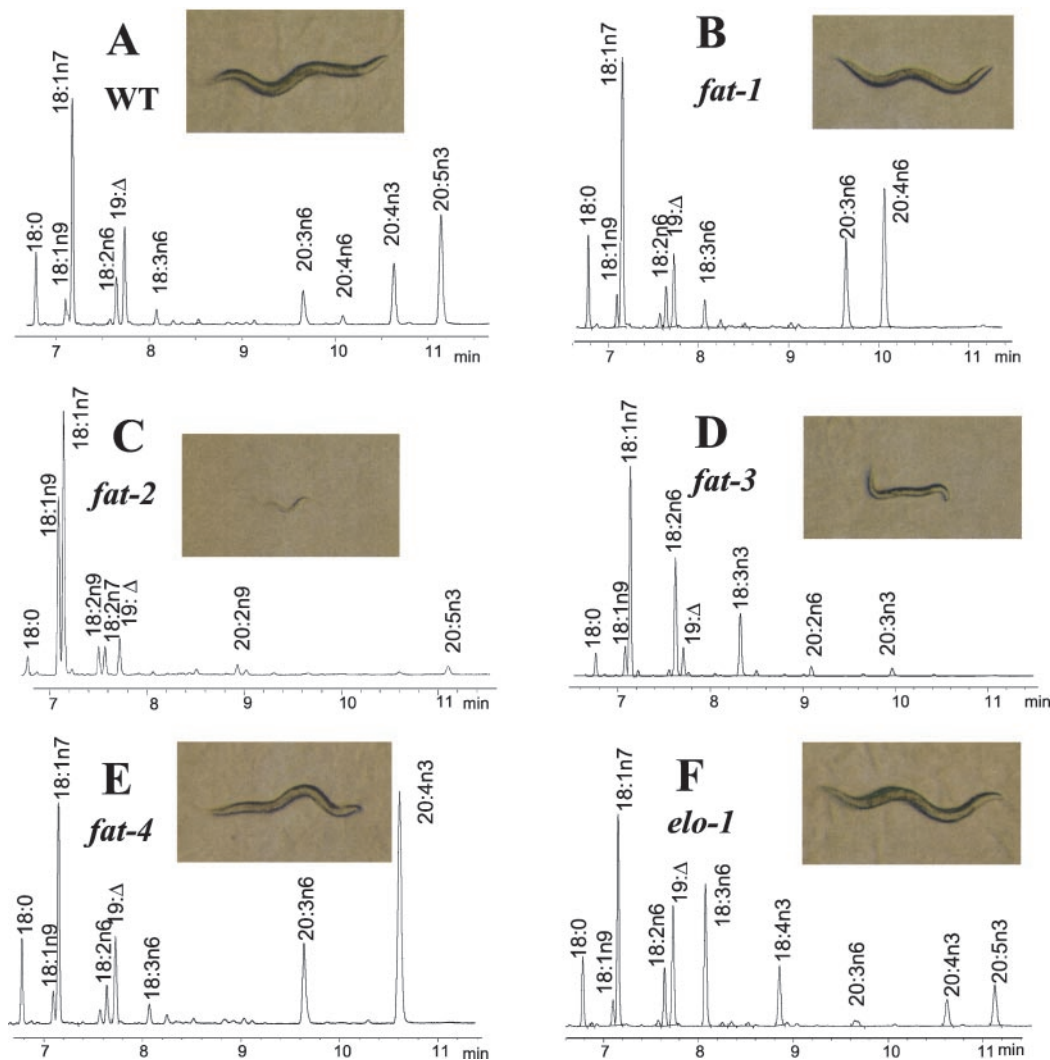 A
WT
18:0
18:1n9
18:1n7
18:2n6
19:Δ
18:3n6
20:3n6
20:4n6
20:4n3
20:5n3
7 8 9 10 11 min
B
fat-1
18:0
18:1n9
18:1n7
18:2n6
19:Δ
18:3n6
20:3n6
20:4n6
7 8 9 10 11 min
C
fat-2
18:0
18:1n9
18:1n7
18:2n9
18:2n7
19: Δ
20:2n9
20:5n3
7 8 9 10 11 min
D
fat-3
18:0
18:1n9
18:1n7
18:2n6
19:Δ
18:3n3
20:2n6
20:3n3
7 8 9 10 11 min
E
fat-4
18:0
18:1n9
18:1n7
18:2n6
19:Δ
18:3n6
20:3n6
20:4n3
7 8 9 10 11 min
F
elo-1
18:0
18:1n9
18:1n7
18:2n6
19:Δ
18:3n6
18:4n3
20:3n6
20:4n3
20:5n3
7 8 9 10 11 min